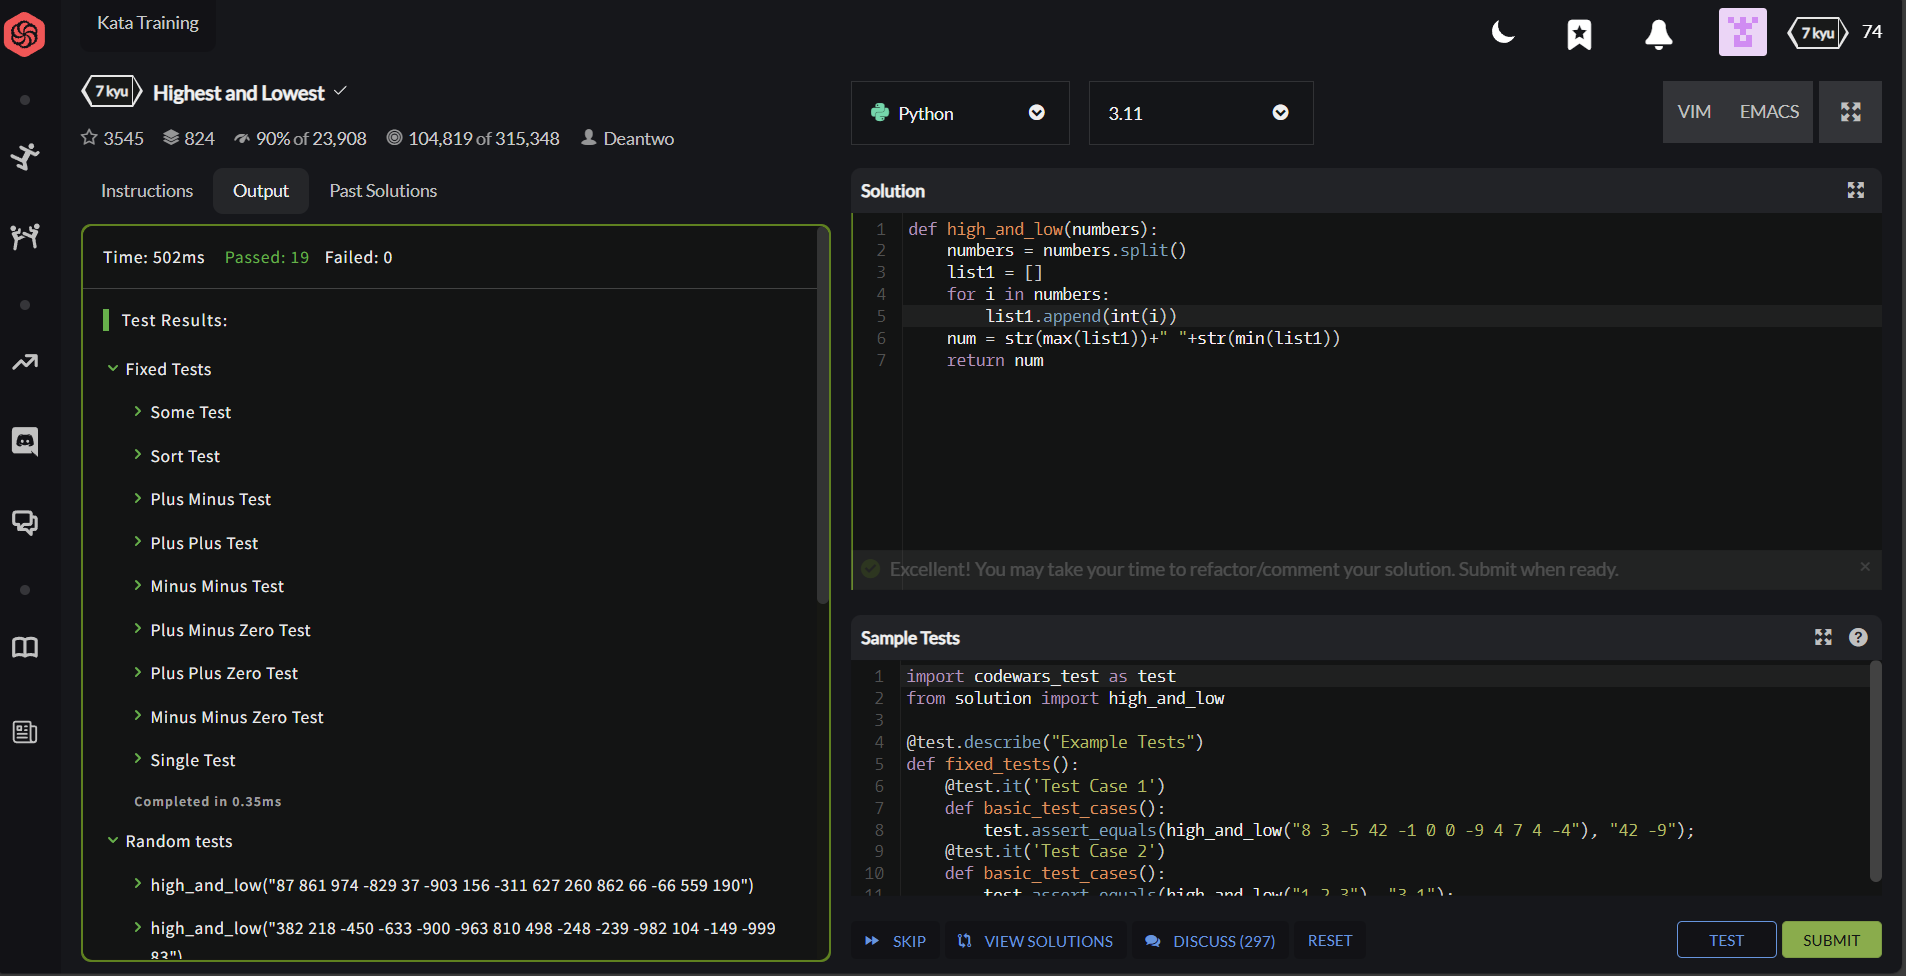 Kata Training
7 kyu
74
7 kyu
Highest and Lowest
3545
824
90% of 23,908
104,819 of 315,348
Deantwo
Python
3.11
VIM
EMACS
Instructions
Output
Past Solutions
Time: 502ms Passed: 19 Failed: 0
Test Results:
Fixed Tests
Some Test
Sort Test
Plus Minus Test
Plus Plus Test
Minus Minus Test
Plus Minus Zero Test
Plus Plus Zero Test
Minus Minus Zero Test
Single Test
Completed in 0.35ms
Random tests
high_and_low("87 861 974 -829 37 -903 156 -311 627 260 862 66 -66 559 190")
high_and_low("382 218 -450 -633 -900 -963 810 498 -248 -239 -982 104 -149 -999
83")
Solution
1 def high_and_low(numbers):
2 numbers = numbers.split()
3 list1 = []
4 for i in numbers:
5 list1.append(int(i))
6 num = str(max(list1))+" "+str(min(list1))
7 return num
Excellent! You may take your time to refactor/comment your solution. Submit when ready.
Sample Tests
?
1 import codewars_test as test
2 from solution import high_and_low
3
4 @test.describe("Example Tests")
5 def fixed_tests():
6 @test.it('Test Case 1')
7 def basic_test_cases():
8 test.assert_equals(high_and_low("8 3 -5 42 -1 0 0 -9 4 7 4 -4"), "42 -9");
9 @test.it('Test Case 2')
10 def basic_test_cases():
11 test.assert_equals(high_and_low("1 2 3"), "3 1");
SKIP
VIEW SOLUTIONS
DISCUSS (297)
RESET
TEST
SUBMIT